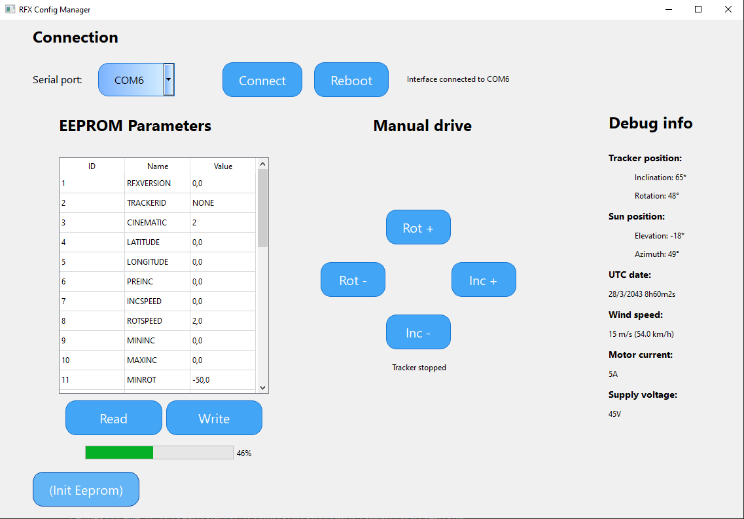 RFX Config Manager
Connection
Serial port: COM6 Connect Reboot Interface connected to COM6
EEPROM Parameters
ID Name Value
1 RFXVERSION 0,0
2 TRACKERID NONE
3 CINEMATIC 2
4 LATITUDE 0,0
5 LONGITUDE 0,0
6 PREINC 0,0
7 INCSPEED 0,0
8 ROTSPEED 2,0
9 MININC 0,0
10 MAXINC 0,0
11 MINROT -50,0
Read Write
46%
(Init Eeprom)
Manual drive
Rot +
Rot - Inc +
Inc -
Tracker stopped
Debug info
Tracker position:
Inclination: 65°
Rotation: 48°
Sun position:
Elevation: -18°
Azimuth: 49°
UTC date:
28/3/2043 8h60m2s
Wind speed:
15 m/s (54.0 km/h)
Motor current:
5A
Supply voltage:
45V